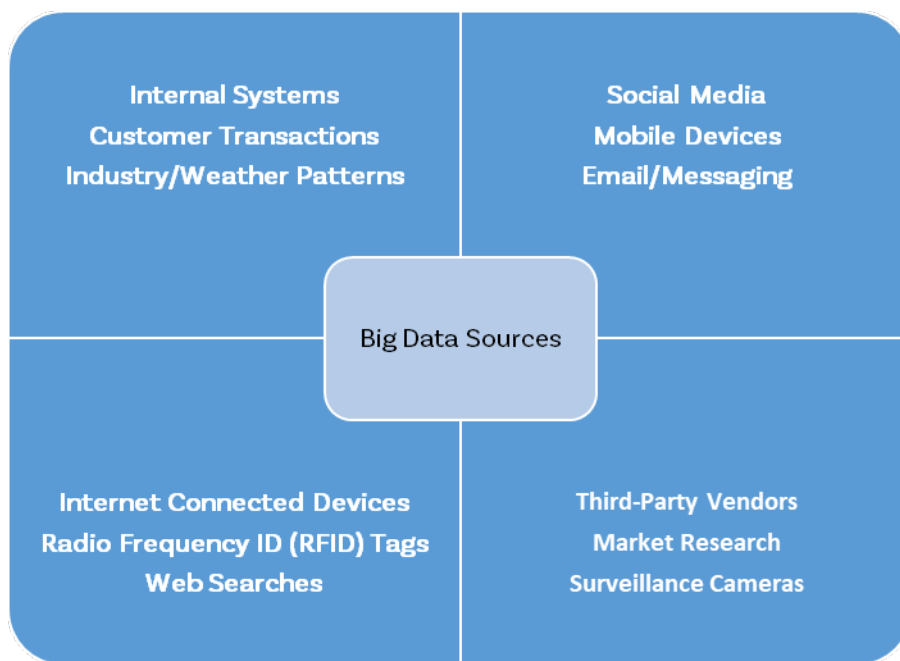 Internal Systems
Customer Transactions
Industry/Weather Patterns
Social Media
Mobile Devices
Email/Messaging
Big Data Sources
Internet Connected Devices
Radio Frequency ID (RFID) Tags
Web Searches
Third-Party Vendors
Market Research
Surveillance Cameras